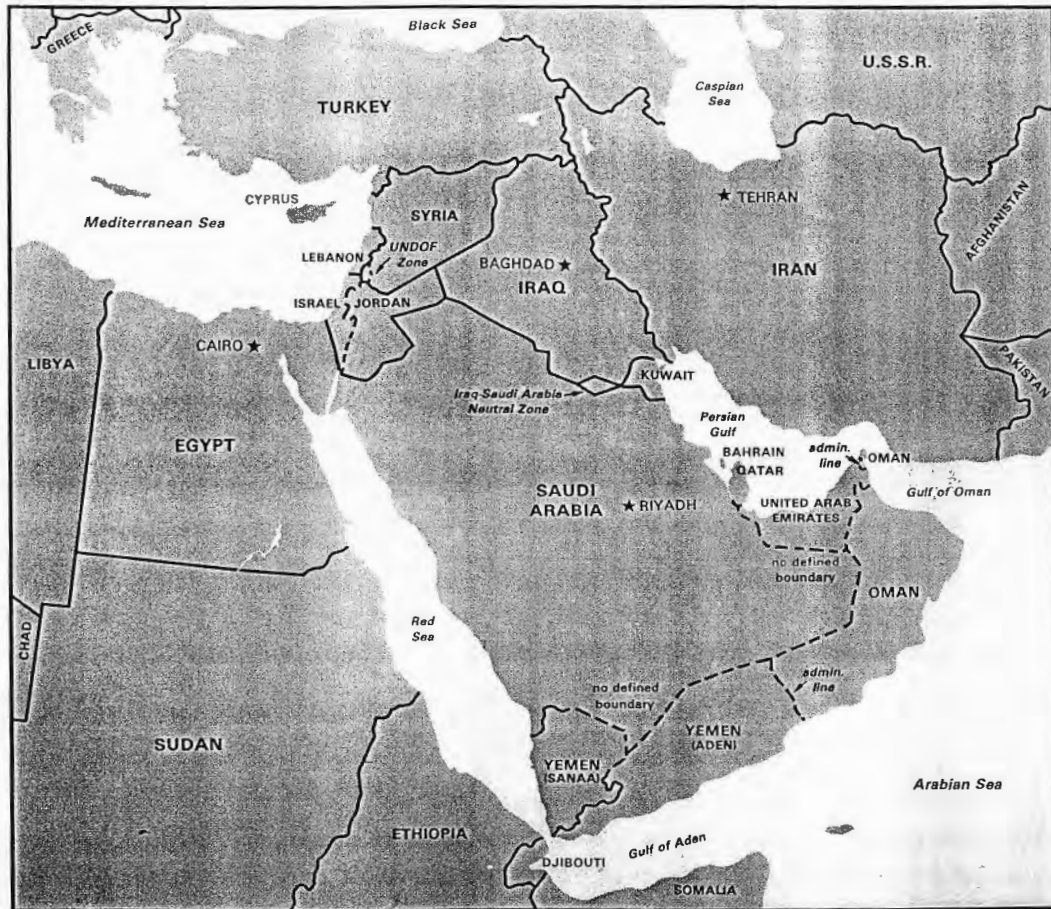 Black Sea
GREECE
U.S.S.R.
Caspian
Sea
TURKEY
CYPRUS
TEHRAN
Mediterranean Sea
SYRIA
AFGHANISTAN
LEBANON
UNDOF
Zone
BAGHDAD
IRAQ
IRAN
ISRAEL
JORDAN
CAIRO
LIBYA
KUWAIT
PAKISTAN
Iraq-Saudi Arabia
Neutral Zone
Persian
Gulf
EGYPT
BAHRAIN
QATAR
admin.
line
OMAN
Gulf of Oman
SAUDI
ARABIA
RIYADH
UNITED ARAB
EMIRATES
no defined
boundary
OMAN
CHAD
Red
Sea
no defined
boundary
admin.
line
SUDAN
YEMEN
(ADEN)
YEMEN
(SANAA)
Arabian Sea
ETHIOPIA
Gulf of Aden
DJIBOUTI
SOMALIA